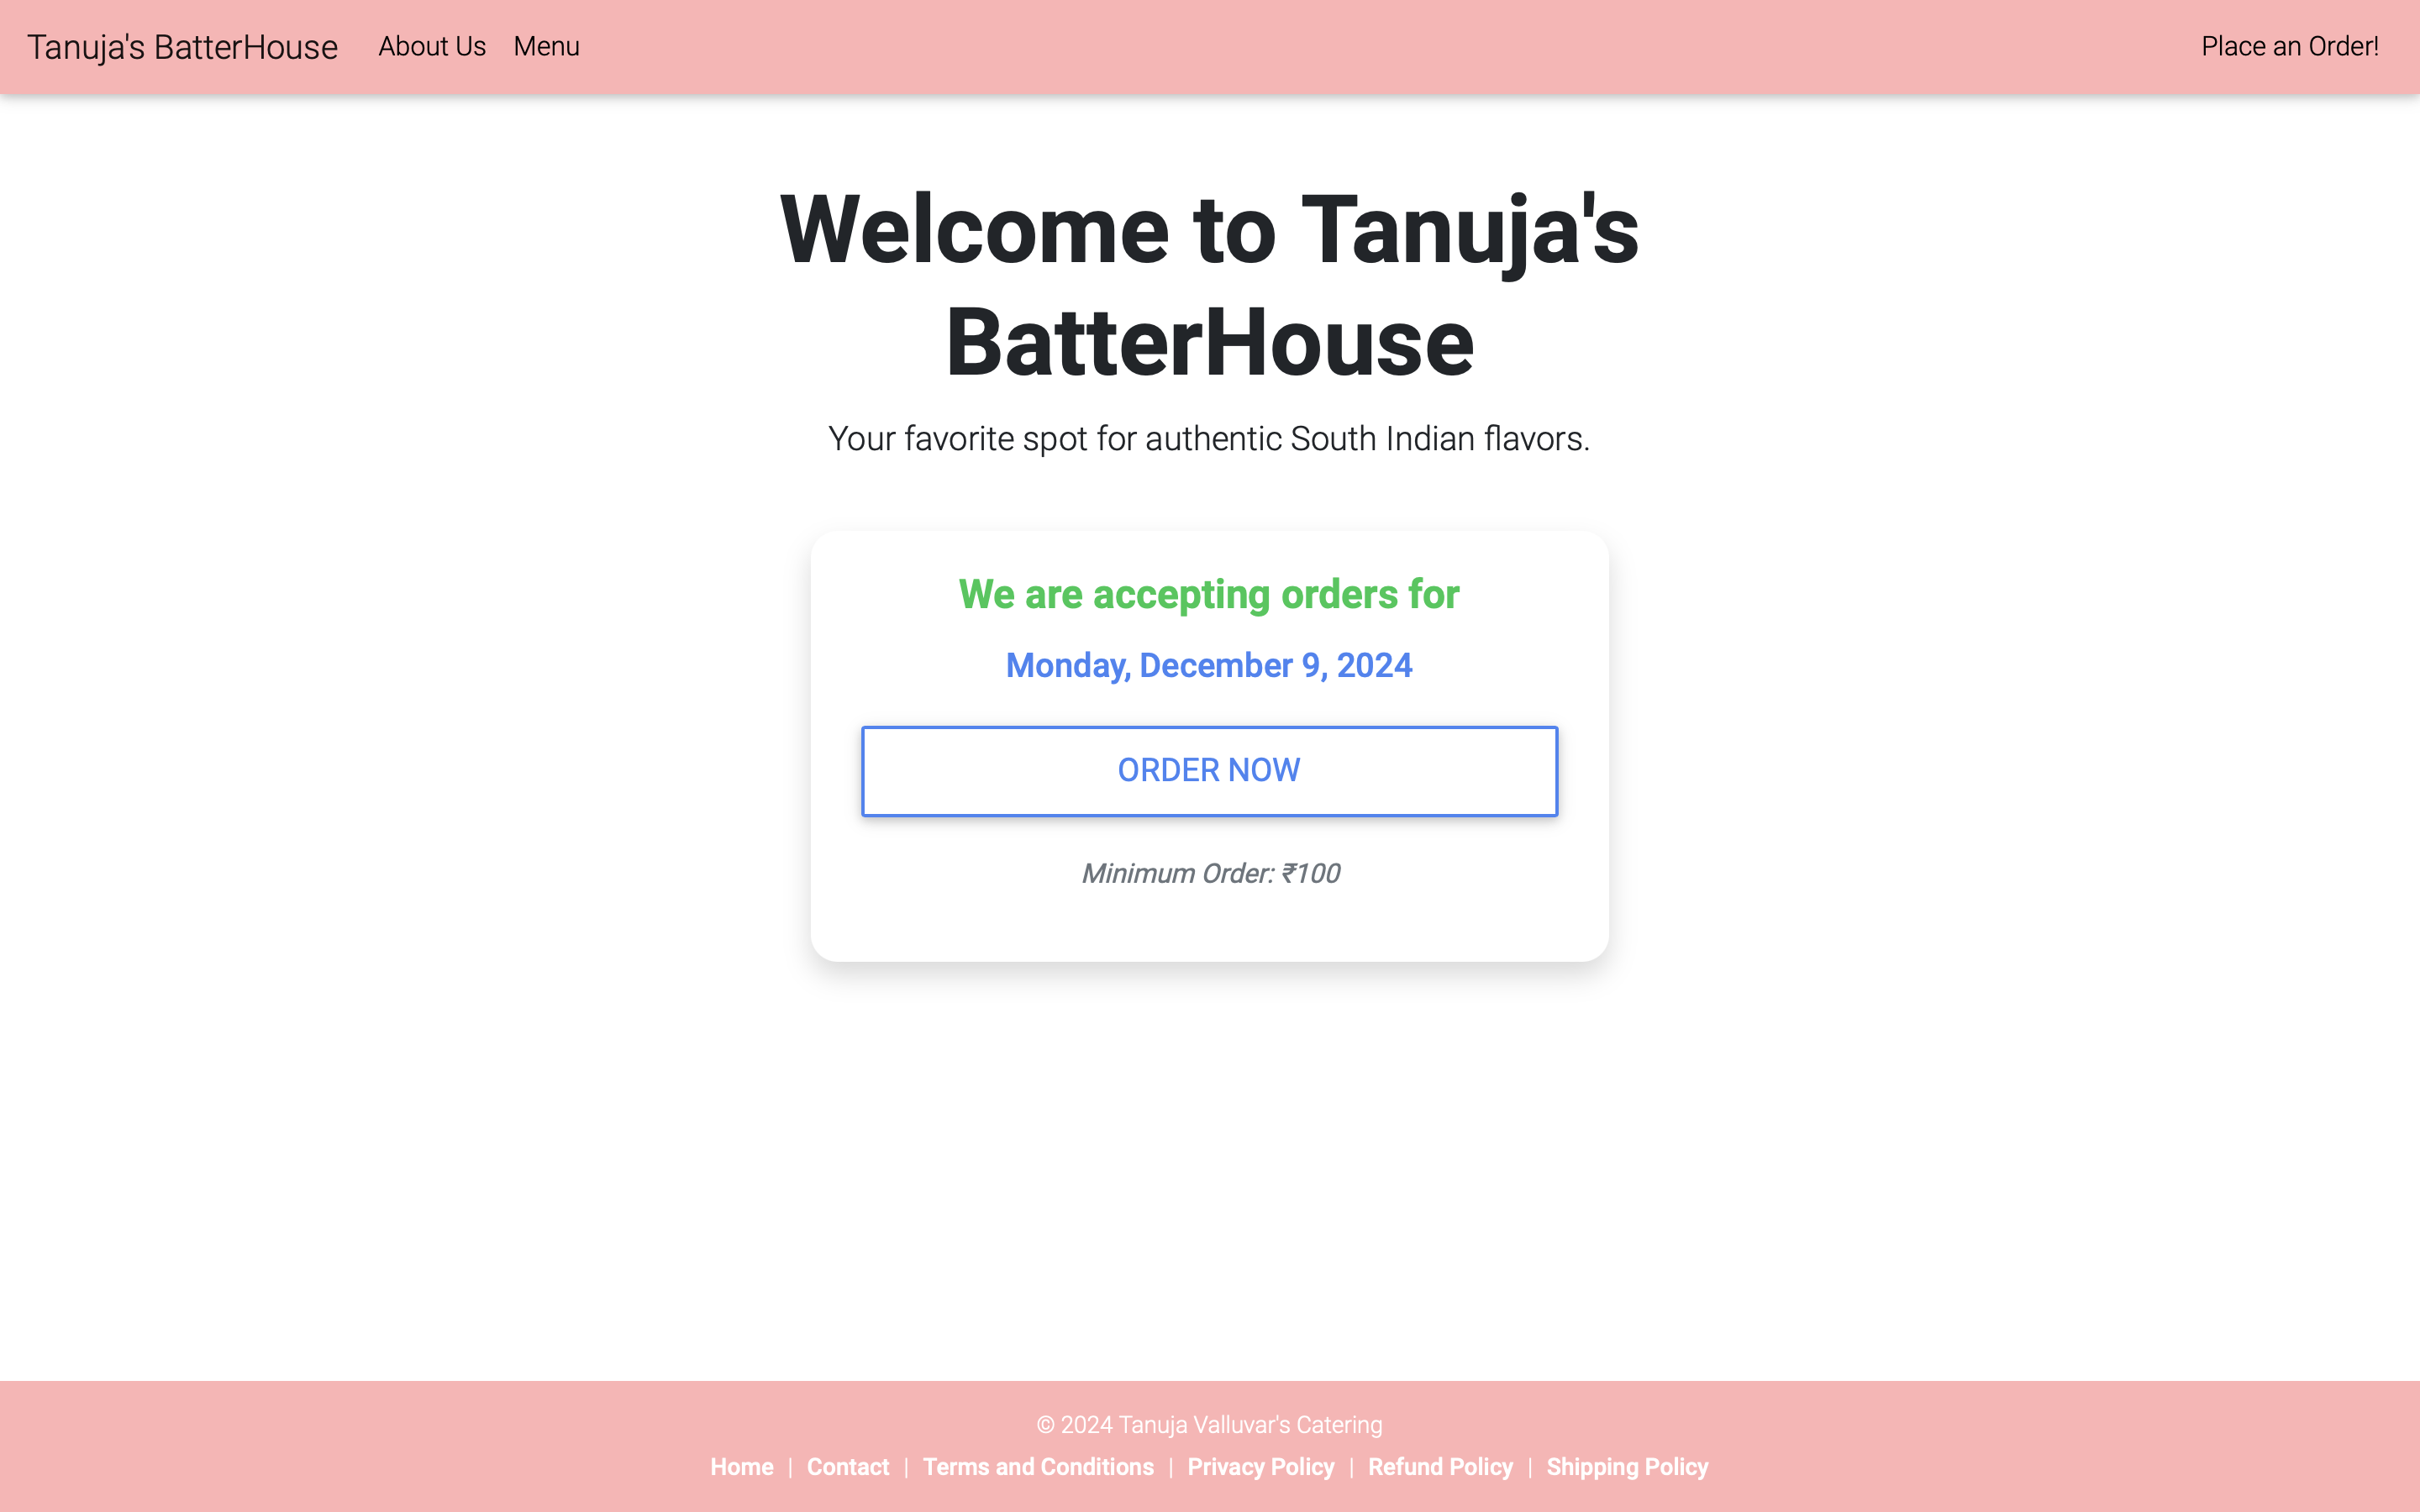 Tanuja's BatterHouse About Us Menu Place an Order!
Welcome to Tanuja's
BatterHouse
Your favorite spot for authentic South Indian flavors.
We are accepting orders for
Monday, December 9, 2024
ORDER NOW
Minimum Order: ₹100
© 2024 Tanuja Valluvar's Catering
Home | Contact | Terms and Conditions | Privacy Policy | Refund Policy | Shipping Policy